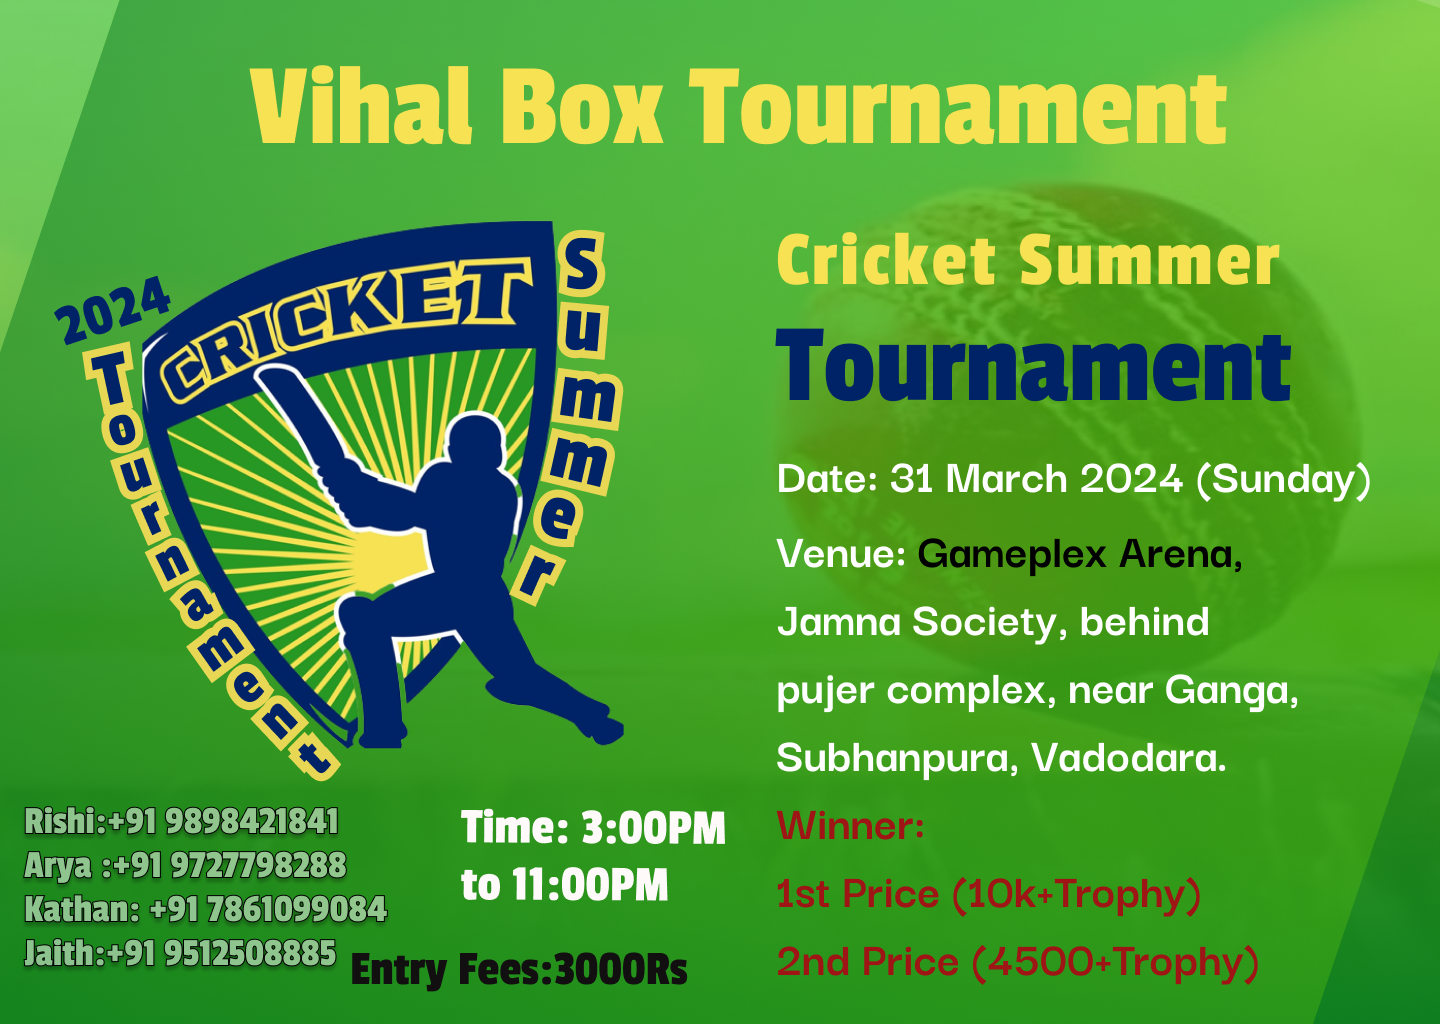 Vihal Box Tournament
2024
CRICKET
Summer
Tournament
Cricket Summer
Tournament
Date: 31 March 2024 (Sunday)
Venue: Gameplex Arena,
Jamna Society, behind
pujer complex, near Ganga,
Subhanpura, Vadodara.
Winner:
1st Price (10k+Trophy)
2nd Price (4500+Trophy)
Time: 3:00PM
to 11:00PM
Rishi:+91 9898421841
Arya :+91 9727798288
Kathan: +91 7861099084
Jaith:+91 9512508885
Entry Fees:3000Rs